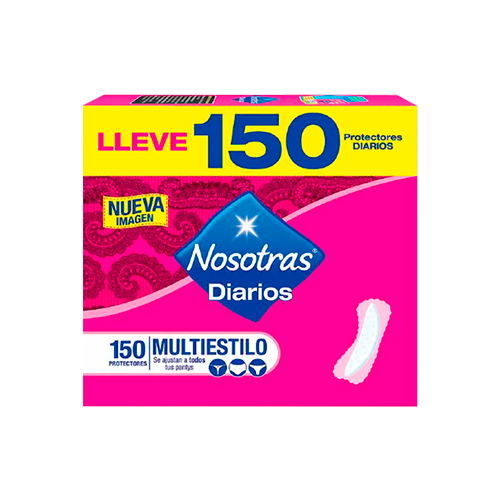 LLEVE 150 Protectores
DIARIOS
NUEVA
IMAGEN
Nosotras®
Diarios
150 MULTIESTILO
PROTECTORES
Se ajustan a todos
tus pantys